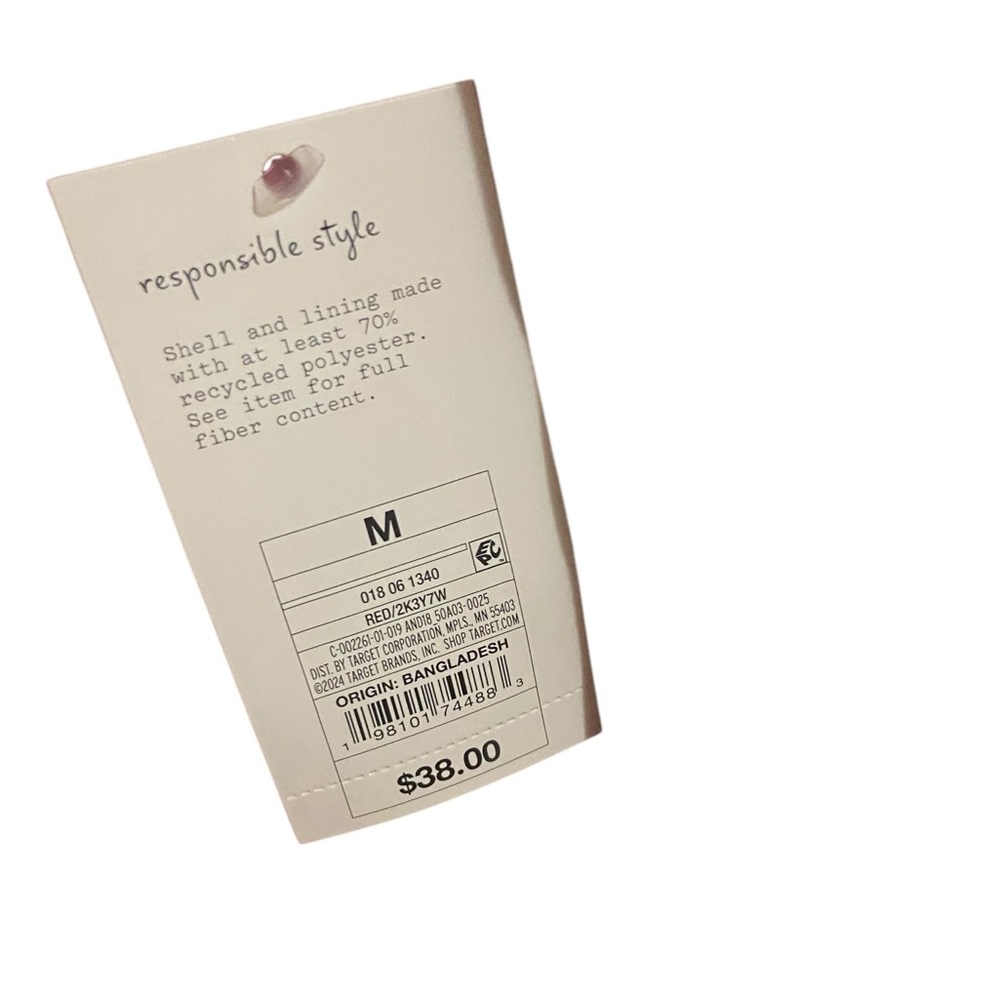 responsible style
Shell and lining made
with at least 70%
recycled polyester.
See item for full
fiber content.
M
EPC
018 06 1340
RED/2K3Y7W
C-002261-01-019 AND18 50A03-0025
DIST. BY TARGET CORPORATION, MPLS., MN 55403
©2024 TARGET BRANDS, INC. SHOP TARGET.COM
ORIGIN: BANGLADESH
1 98101 74488 3
$38.00